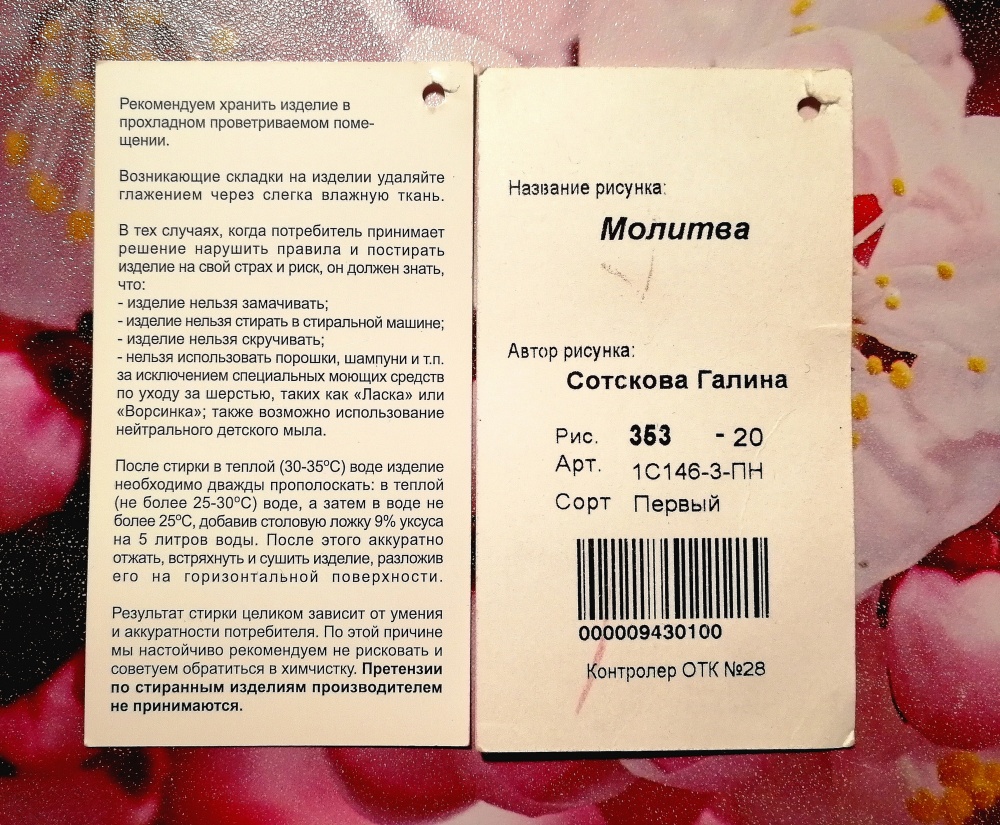 Рекомендуем хранить изделие в
прохладном проветриваемом поме-
щении.
Возникающие складки на изделии удаляйте
глажением через слегка влажную ткань.
В тех случаях, когда потребитель принимает
решение нарушить правила и постирать
изделие на свой страх и риск, он должен знать,
что:
- изделие нельзя замачивать;
- изделие нельзя стирать в стиральной машине;
- изделие нельзя скручивать;
- нельзя использовать порошки, шампуни и т.п.
за исключением специальных моющих средств
по уходу за шерстью, таких как «Ласка» или
«Ворсинка»; также возможно использование
нейтрального детского мыла.
После стирки в теплой (30-35ºС) воде изделие
необходимо дважды прополоскать: в теплой
(не более 25-30ºС) воде, а затем в воде не
более 25ºС, добавив столовую ложку 9% уксуса
на 5 литров воды. После этого аккуратно
отжать, встряхнуть и сушить изделие, разложив
его на горизонтальной поверхности.
Результат стирки целиком зависит от умения
и аккуратности потребителя. По этой причине
мы настойчиво рекомендуем не рисковать и
советуем обратиться в химчистку. Претензии
по стиранным изделиям производителем
не принимаются.
Название рисунка:
Молитва
Автор рисунка:
Сотскова Галина
Рис. 353 - 20
Арт. 1С146-3-ПН
Сорт Первый
000009430100
Контролер ОТК №28